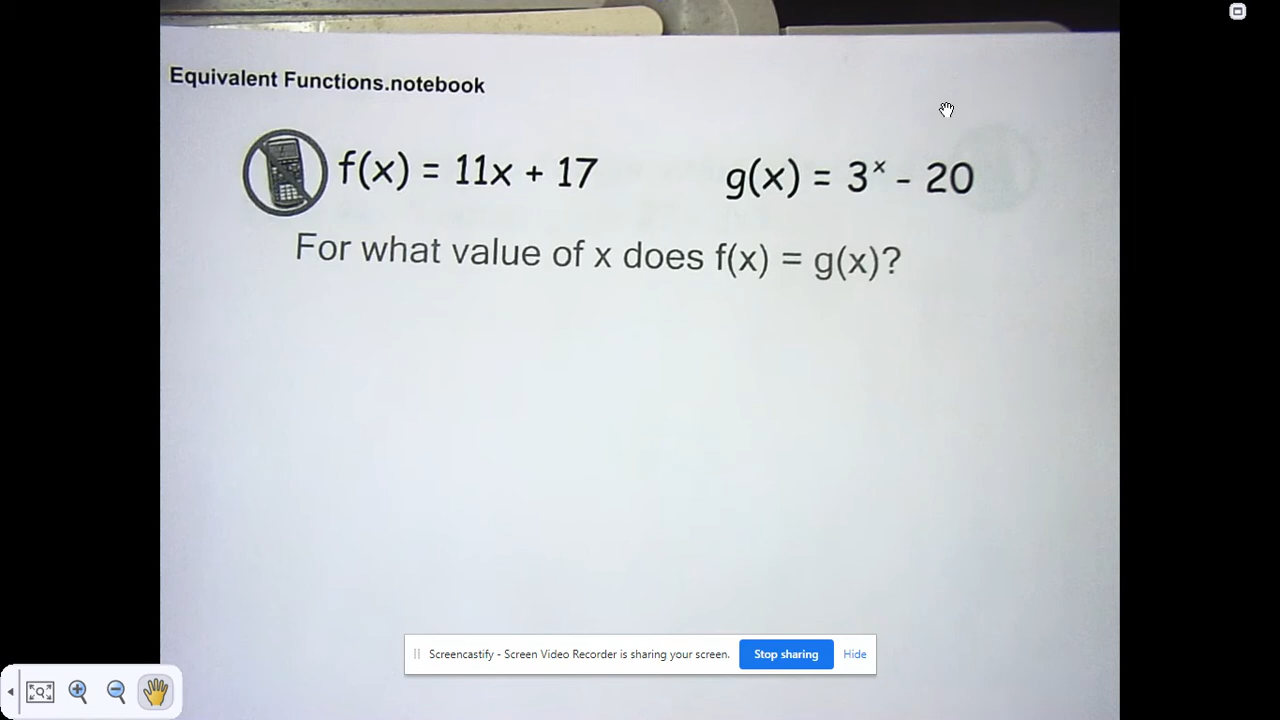 Equivalent Functions.notebook
f(x) = 11x + 17 g(x) = 3ˣ - 20
For what value of x does f(x) = g(x)?
Screencastify - Screen Video Recorder is sharing your screen. Stop sharing Hide